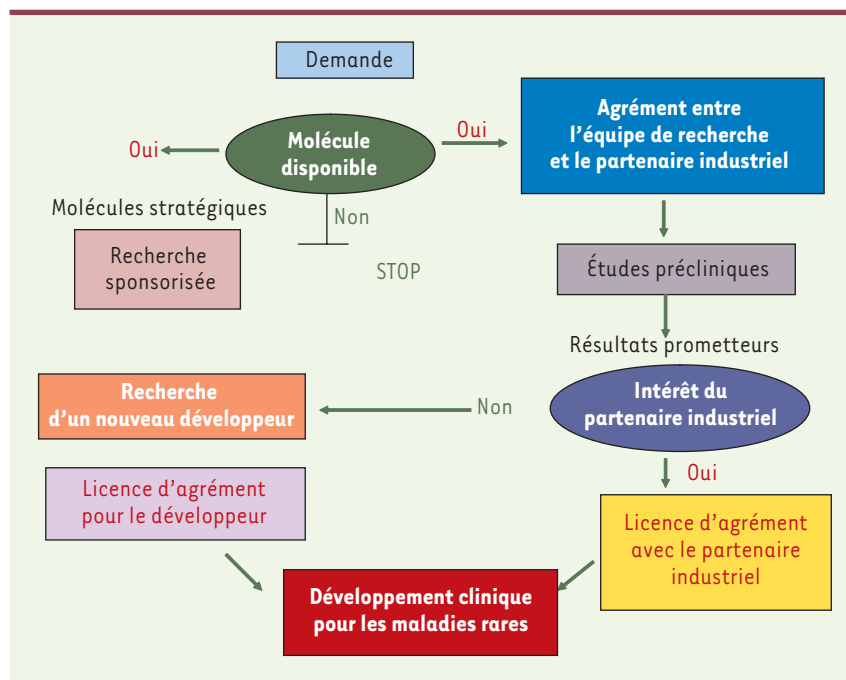 Demande
Agrément entre
l'équipe de recherche
et le partenaire industriel
Oui
Molécule
disponible
Oui
Molécules stratégiques
Non
Recherche
sponsorisée
STOP
Études précliniques
Résultats prometteurs
Intérêt du
partenaire industriel
Non
Recherche
d'un nouveau développeur
Oui
Licence d'agrément
pour le développeur
Licence d'agrément
avec le partenaire
industriel
Développement clinique
pour les maladies rares